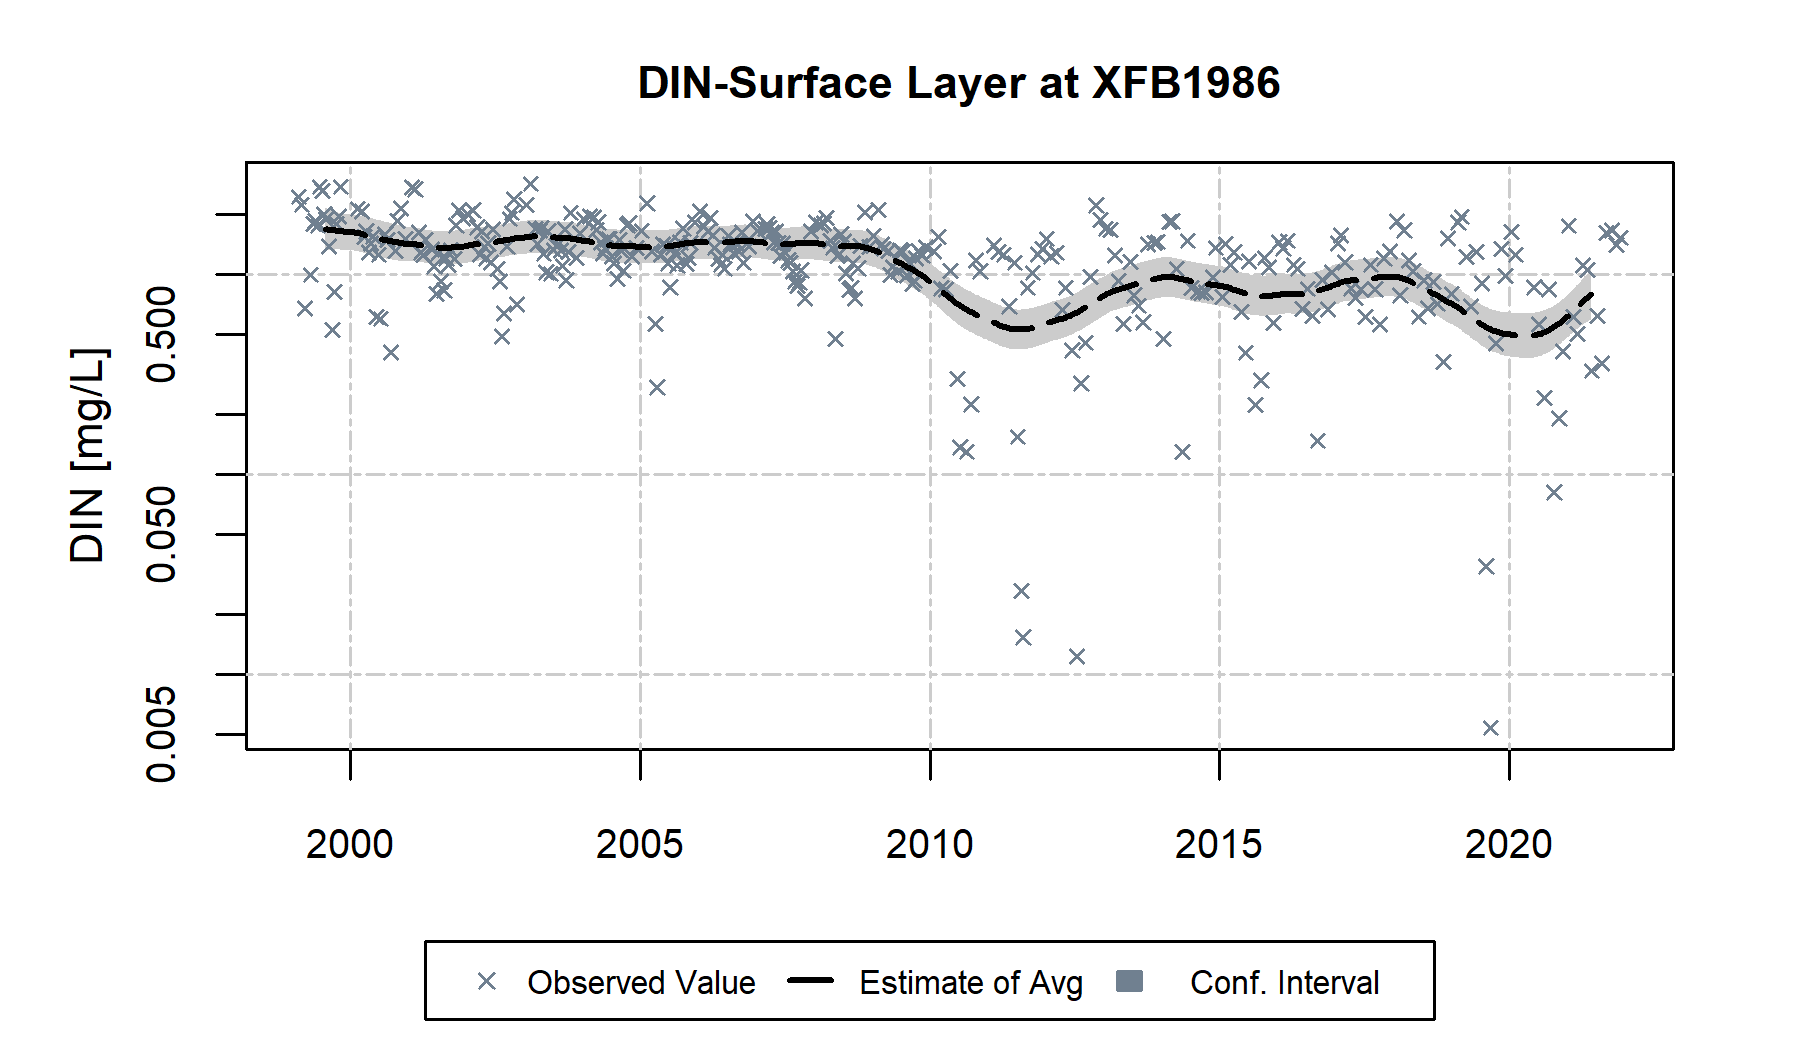 DIN-Surface Layer at XFB1986
DIN [mg/L]
0.500
0.050
0.005
2000 2005 2010 2015 2020
Observed Value Estimate of Avg Conf. Interval